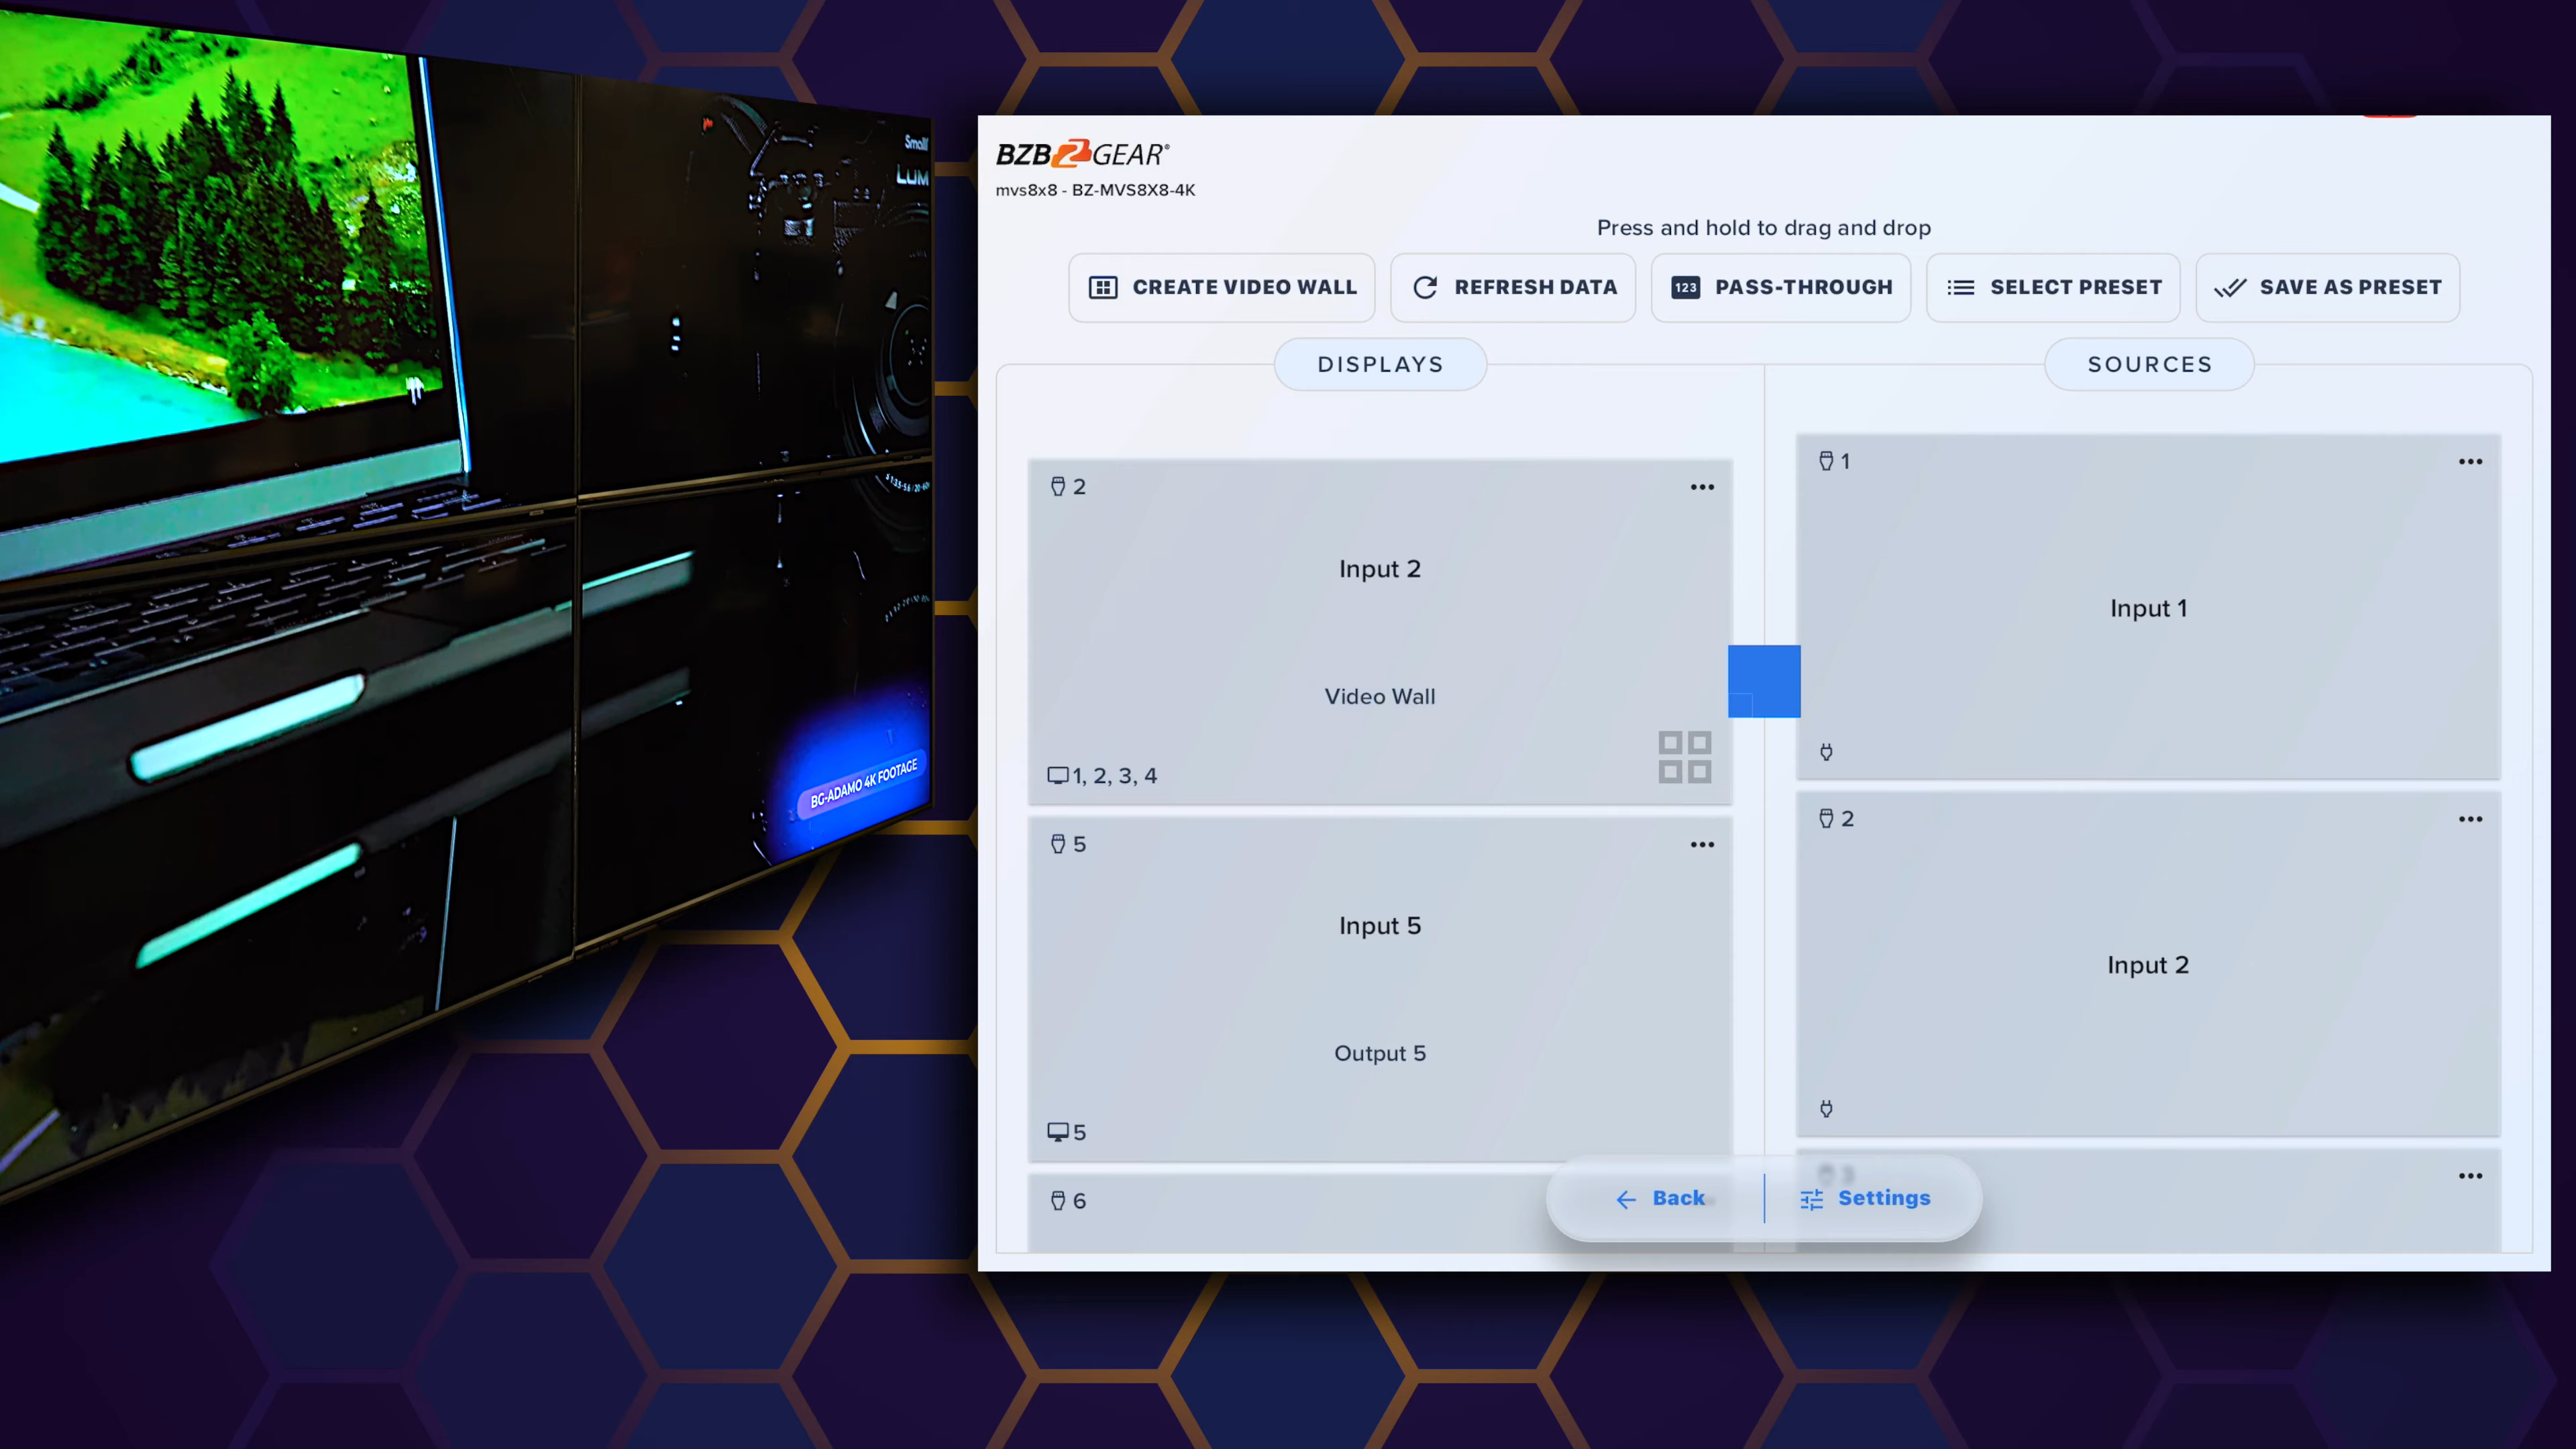 Small
LUM
BG-ADAMO 4K FOOTAGE
BZBGEAR®
mvs8x8 - BZ-MVS8X8-4K
Press and hold to drag and drop
CREATE VIDEO WALL
REFRESH DATA
123 PASS-THROUGH
SELECT PRESET
SAVE AS PRESET
DISPLAYS
SOURCES
2
Input 2
Video Wall
1, 2, 3, 4
5
Input 5
Output 5
5
6
1
Input 1
2
Input 2
3
Back
Settings